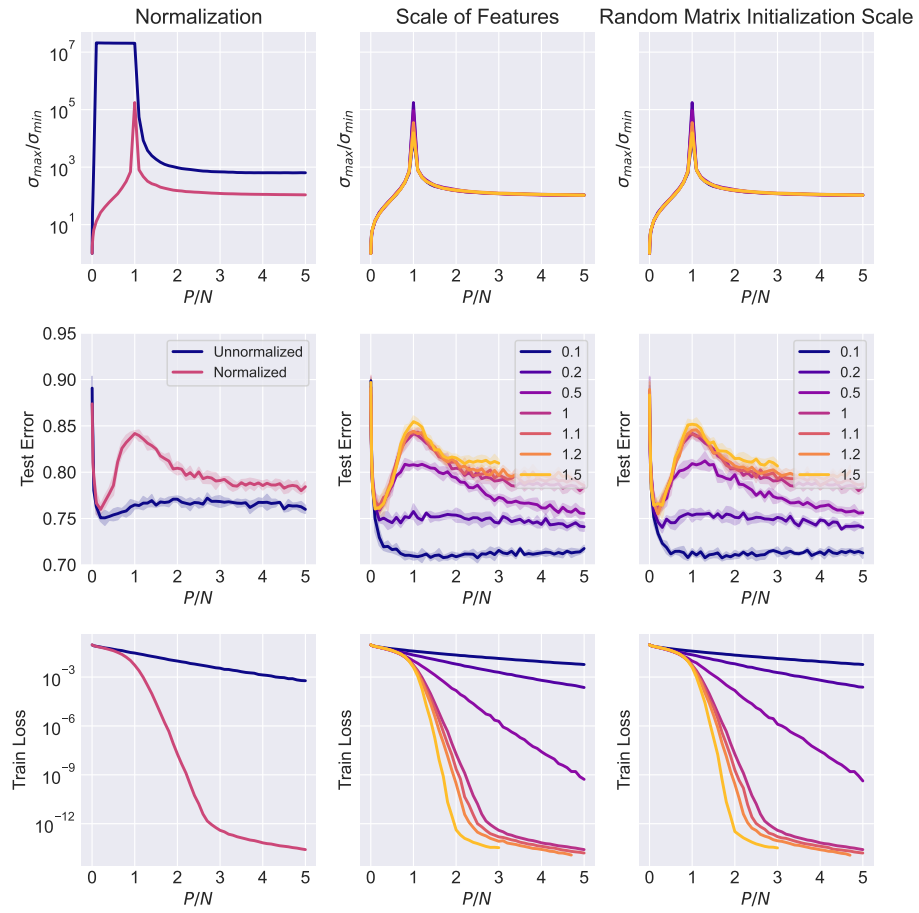 Normalization
Scale of Features
Random Matrix Initialization Scale
σmax/σmin
10^7
10^5
10^3
10^1
0 1 2 3 4 5
P/N
σmax/σmin
0 1 2 3 4 5
P/N
σmax/σmin
0 1 2 3 4 5
P/N
Test Error
0.95
0.90
0.85
0.80
0.75
0.70
Unnormalized
Normalized
0 1 2 3 4 5
P/N
Test Error
0.1
0.2
0.5
1
1.1
1.2
1.5
0 1 2 3 4 5
P/N
Test Error
0.1
0.2
0.5
1
1.1
1.2
1.5
0 1 2 3 4 5
P/N
Train Loss
10^−3
10^−6
10^−9
10^−12
0 1 2 3 4 5
P/N
Train Loss
0 1 2 3 4 5
P/N
Train Loss
0 1 2 3 4 5
P/N